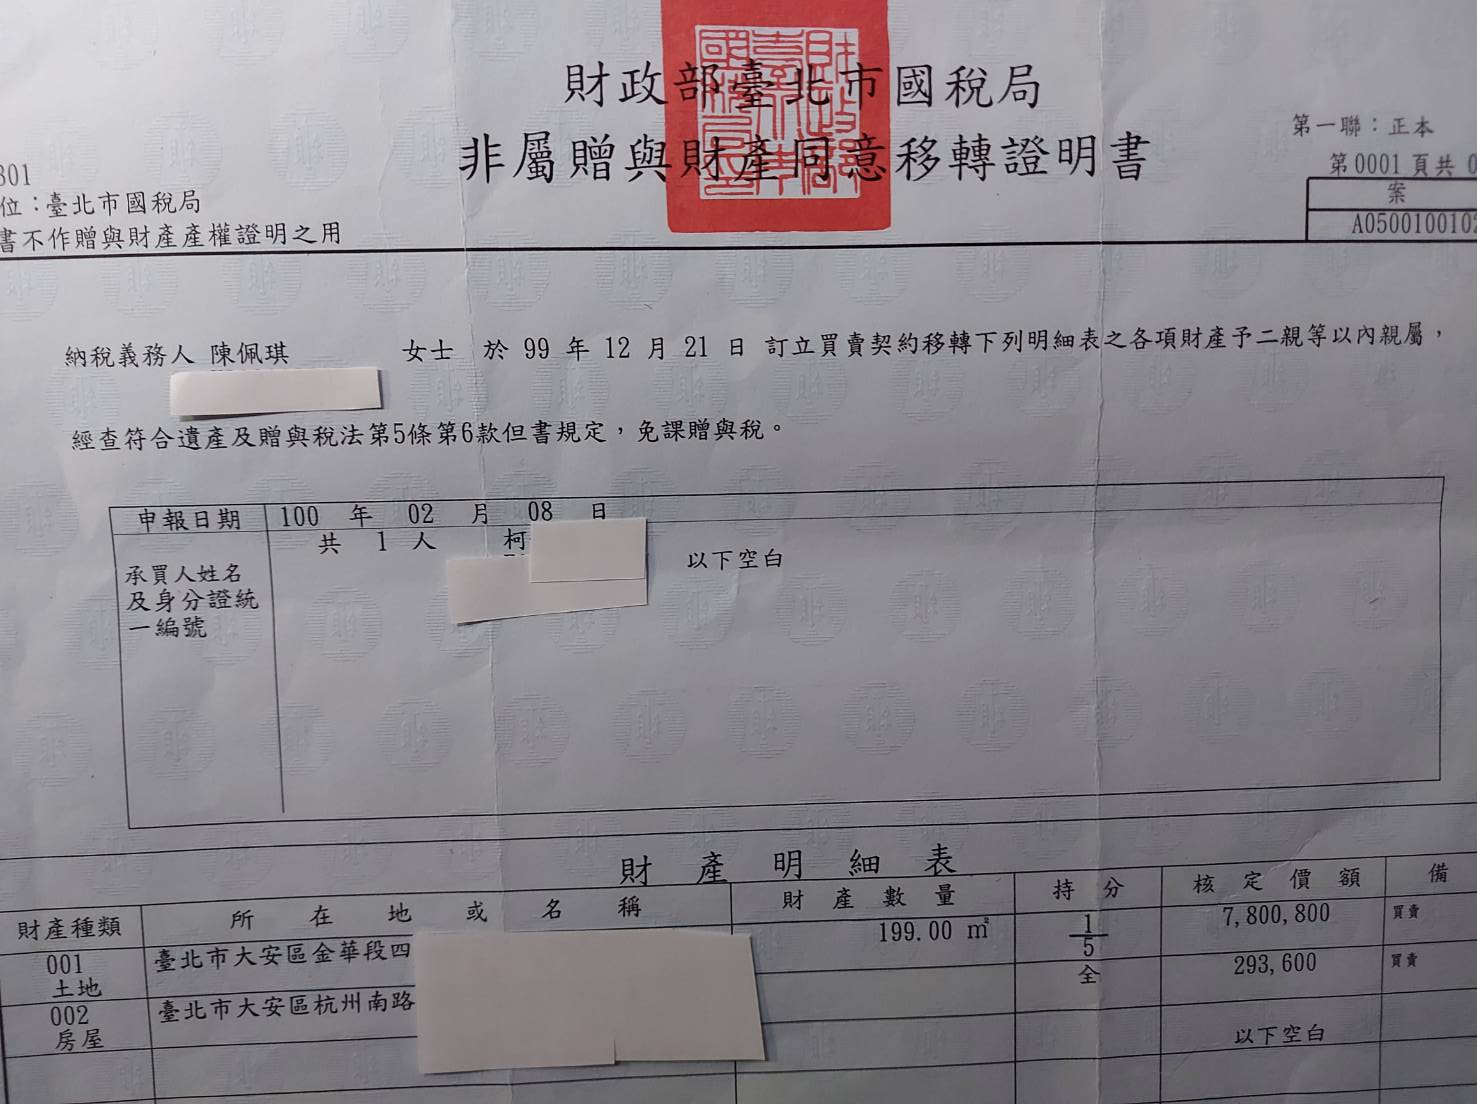 財政部臺北市國稅局
非屬贈與財產同意移轉證明書
第一聯：正本
第0001頁共0
案
A0500100102
301
位：臺北市國稅局
書不作贈與財產產權證明之用
納稅義務人 陳佩琪 女士 於 99 年 12 月 21 日 訂立買賣契約移轉下列明細表之各項財產予二親等以內親屬，
經查符合遺產及贈與稅法第5條第6款但書規定，免課贈與稅。
申報日期 100 年 02 月 08 日
承買人姓名
及身分證統
一編號
共 1 人 柯
以下空白
財產明細表
財產種類 所在地或名稱 財產數量 持分 核定價額 備
001 土地 臺北市大安區金華段四 199.00 ㎡ 1/5 7,800,800 買賣
002 房屋 臺北市大安區杭州南路 全 293,600 買賣
以下空白